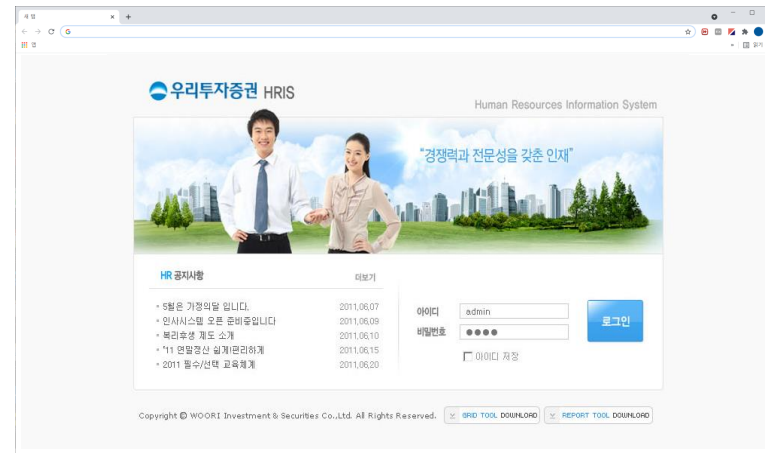 새 탭
G
앱
읽기
우리투자증권 HRIS
Human Resources Information System
"경쟁력과 전문성을 갖춘 인재"
HR 공지사항 더보기
5월은 가정의달 입니다. 2011.06.07
인사시스템 오픈 준비중입니다 2011.06.09
복리후생 제도 소개 2011.06.10
'11 연말정산 쉽게!편리하게 2011.06.15
2011 필수/선택 교육체계 2011.06.20
아이디 admin
비밀번호
로그인
아이디 저장
Copyright © WOORI Investment & Securities Co.,Ltd. All Rights Reserved. GRID TOOL DOWNLOAD REPORT TOOL DOWNLOAD